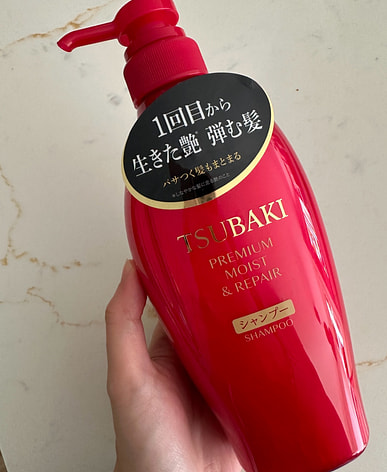 1回目から
生きた艶※ 弾む髪
パサつく髪もまとまる
TSUBAKI
PREMIUM
MOIST
& REPAIR
シャンプー
SHAMPOO